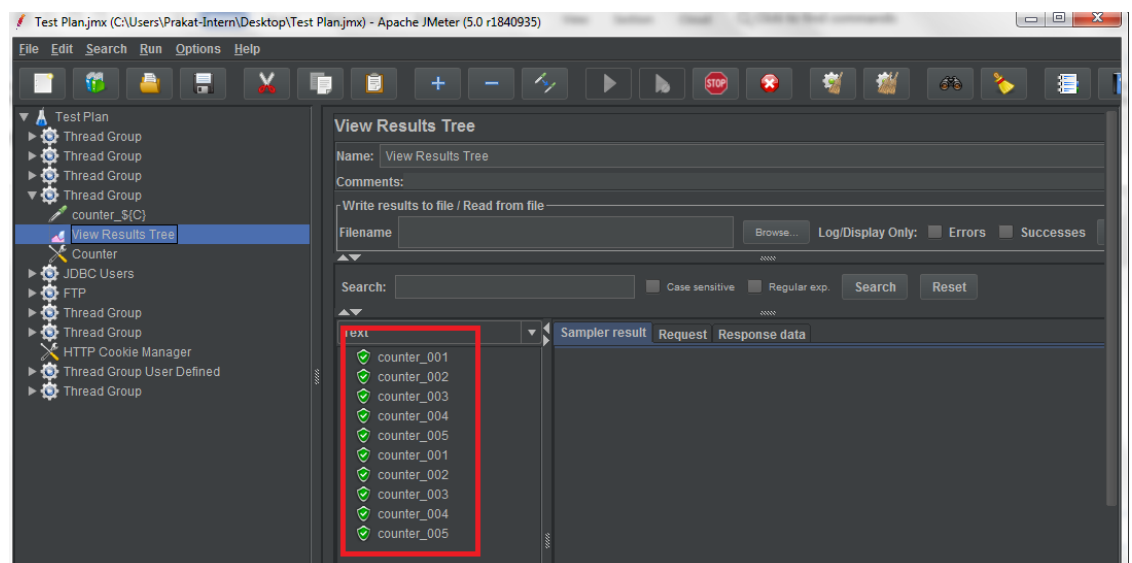 Test Plan.jmx (C:\Users\Prakat-Intern\Desktop\Test Plan.jmx) - Apache JMeter (5.0 r1840935)
File Edit Search Run Options Help
STOP
Test Plan
Thread Group
Thread Group
Thread Group
Thread Group
counter_${C}
View Results Tree
Counter
JDBC Users
FTP
Thread Group
Thread Group
HTTP Cookie Manager
Thread Group User Defined
Thread Group
View Results Tree
Name: View Results Tree
Comments:
Write results to file / Read from file
Filename Browse... Log/Display Only: Errors Successes
Search: Case sensitive Regular exp. Search Reset
Text Sampler result Request Response data
counter_001
counter_002
counter_003
counter_004
counter_005
counter_001
counter_002
counter_003
counter_004
counter_005